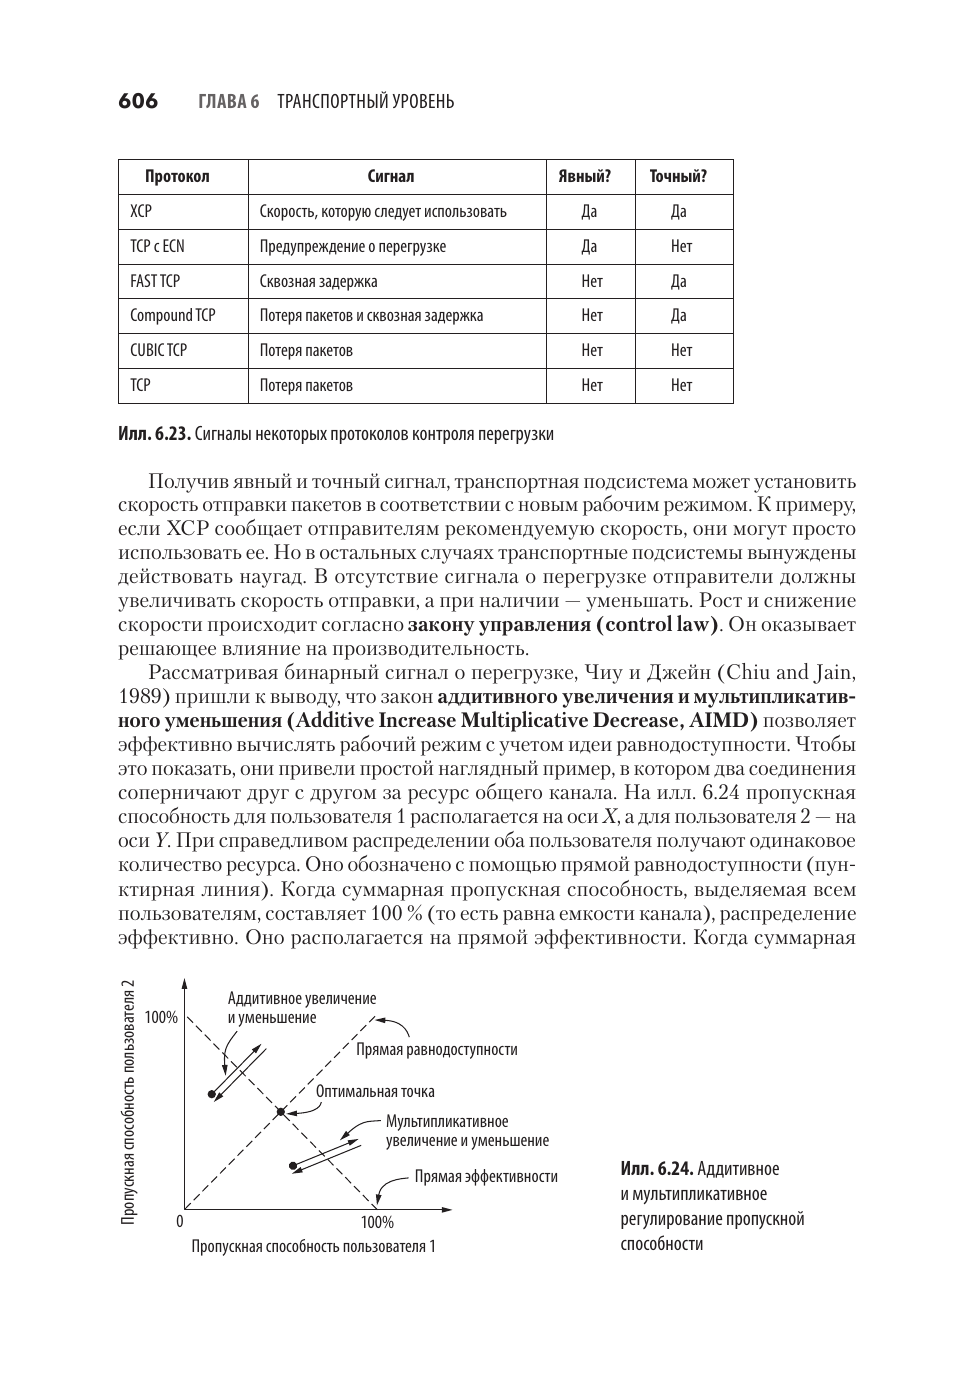 606 ГЛАВА 6 ТРАНСПОРТНЫЙ УРОВЕНЬ
Протокол Сигнал Явный? Точный?
XCP Скорость, которую следует использовать Да Да
TCP с ECN Предупреждение о перегрузке Да Нет
FAST TCP Сквозная задержка Нет Да
Compound TCP Потеря пакетов и сквозная задержка Нет Да
CUBIC TCP Потеря пакетов Нет Нет
TCP Потеря пакетов Нет Нет
Илл. 6.23. Сигналы некоторых протоколов контроля перегрузки
Получив явный и точный сигнал, транспортная подсистема может установить
скорость отправки пакетов в соответствии с новым рабочим режимом. К примеру,
если XCP сообщает отправителям рекомендуемую скорость, они могут просто
использовать ее. Но в остальных случаях транспортные подсистемы вынуждены
действовать наугад. В отсутствие сигнала о перегрузке отправители должны
увеличивать скорость отправки, а при наличии — уменьшать. Рост и снижение
скорости происходит согласно закону управления (control law). Он оказывает
решающее влияние на производительность.
Рассматривая бинарный сигнал о перегрузке, Чиу и Джейн (Chiu and Jain,
1989) пришли к выводу, что закон аддитивного увеличения и мультипликатив-
ного уменьшения (Additive Increase Multiplicative Decrease, AIMD) позволяет
эффективно вычислять рабочий режим с учетом идеи равнодоступности. Чтобы
это показать, они привели простой наглядный пример, в котором два соединения
соперничают друг с другом за ресурс общего канала. На илл. 6.24 пропускная
способность для пользователя 1 располагается на оси X, а для пользователя 2 — на
оси Y. При справедливом распределении оба пользователя получают одинаковое
количество ресурса. Оно обозначено с помощью прямой равнодоступности (пун-
ктирная линия). Когда суммарная пропускная способность, выделяемая всем
пользователям, составляет 100 % (то есть равна емкости канала), распределение
эффективно. Оно располагается на прямой эффективности. Когда суммарная
Пропускная способность пользователя 2
100%
Аддитивное увеличение
и уменьшение
Прямая равнодоступности
Оптимальная точка
Мультипликативное
увеличение и уменьшение
Прямая эффективности
0
100%
Пропускная способность пользователя 1
Илл. 6.24. Аддитивное
и мультипликативное
регулирование пропускной
способности